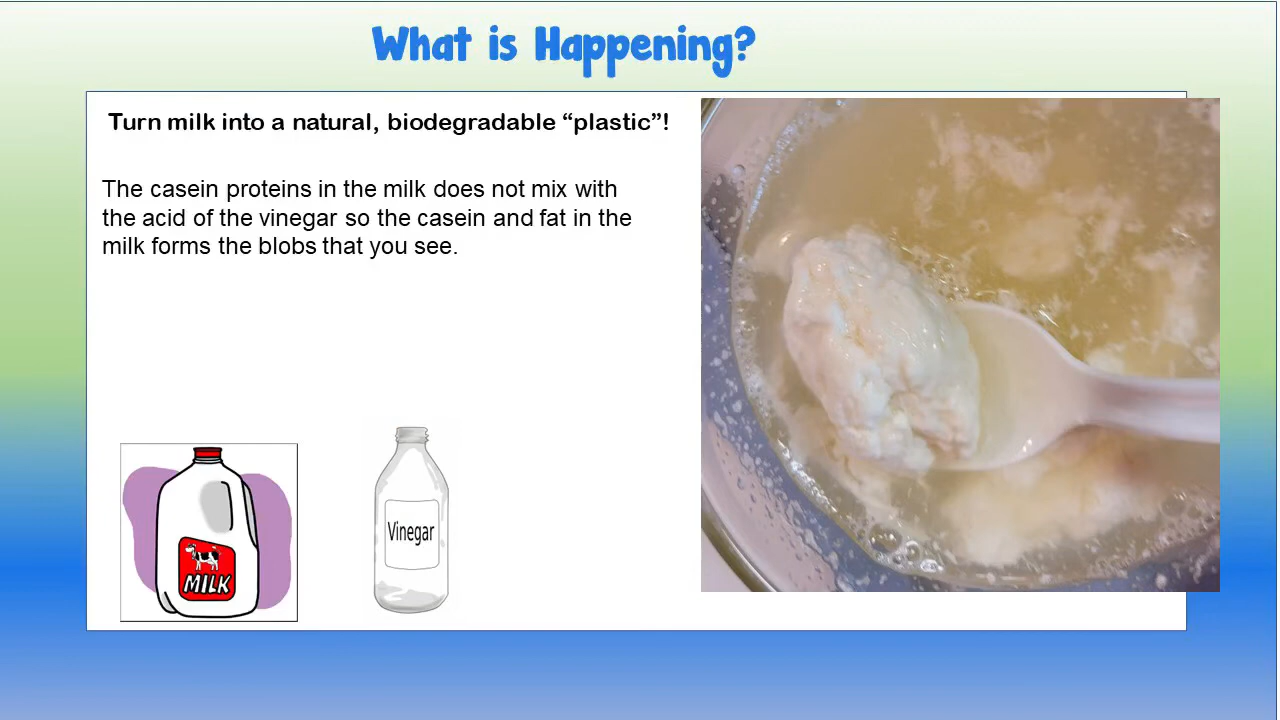 What is Happening?
Turn milk into a natural, biodegradable “plastic”!
The casein proteins in the milk does not mix with
the acid of the vinegar so the casein and fat in the
milk forms the blobs that you see.
MILK
Vinegar